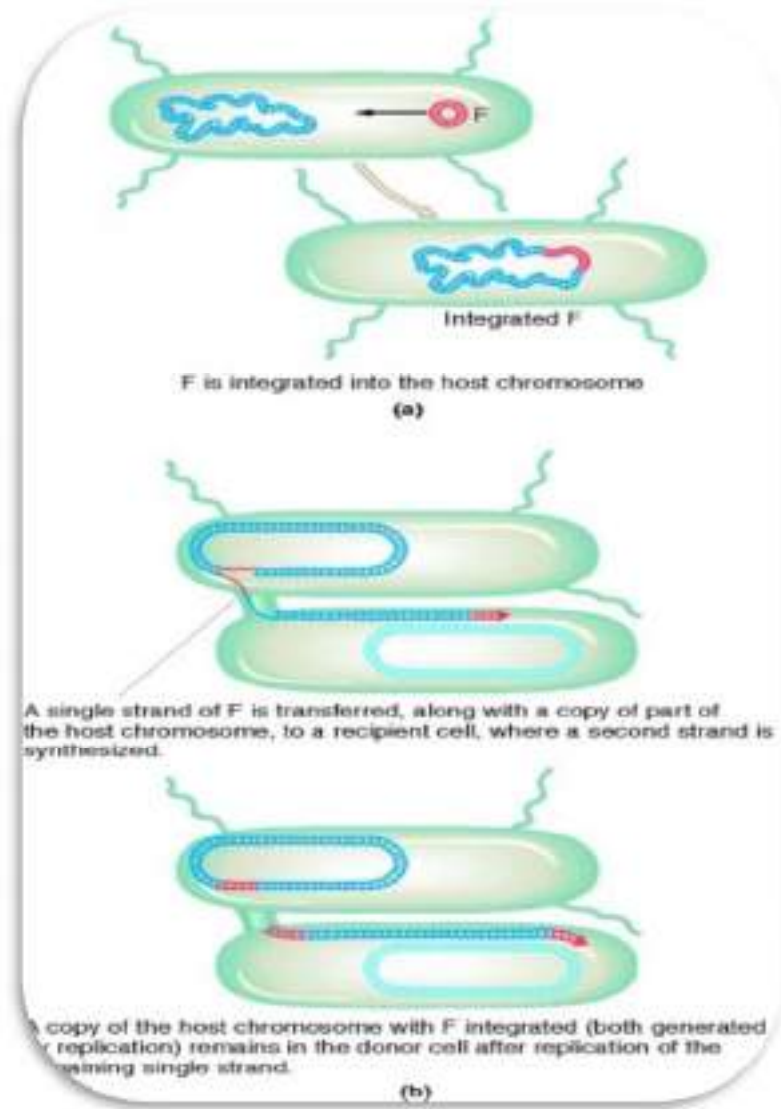 F
Integrated F
F is integrated into the host chromosome
(a)
A single strand of F is transferred, along with a copy of part of
the host chromosome, to a recipient cell, where a second strand is
synthesized.
copy of the host chromosome with F integrated (both generated
replication) remains in the donor cell after replication of the
single strand.
(b)